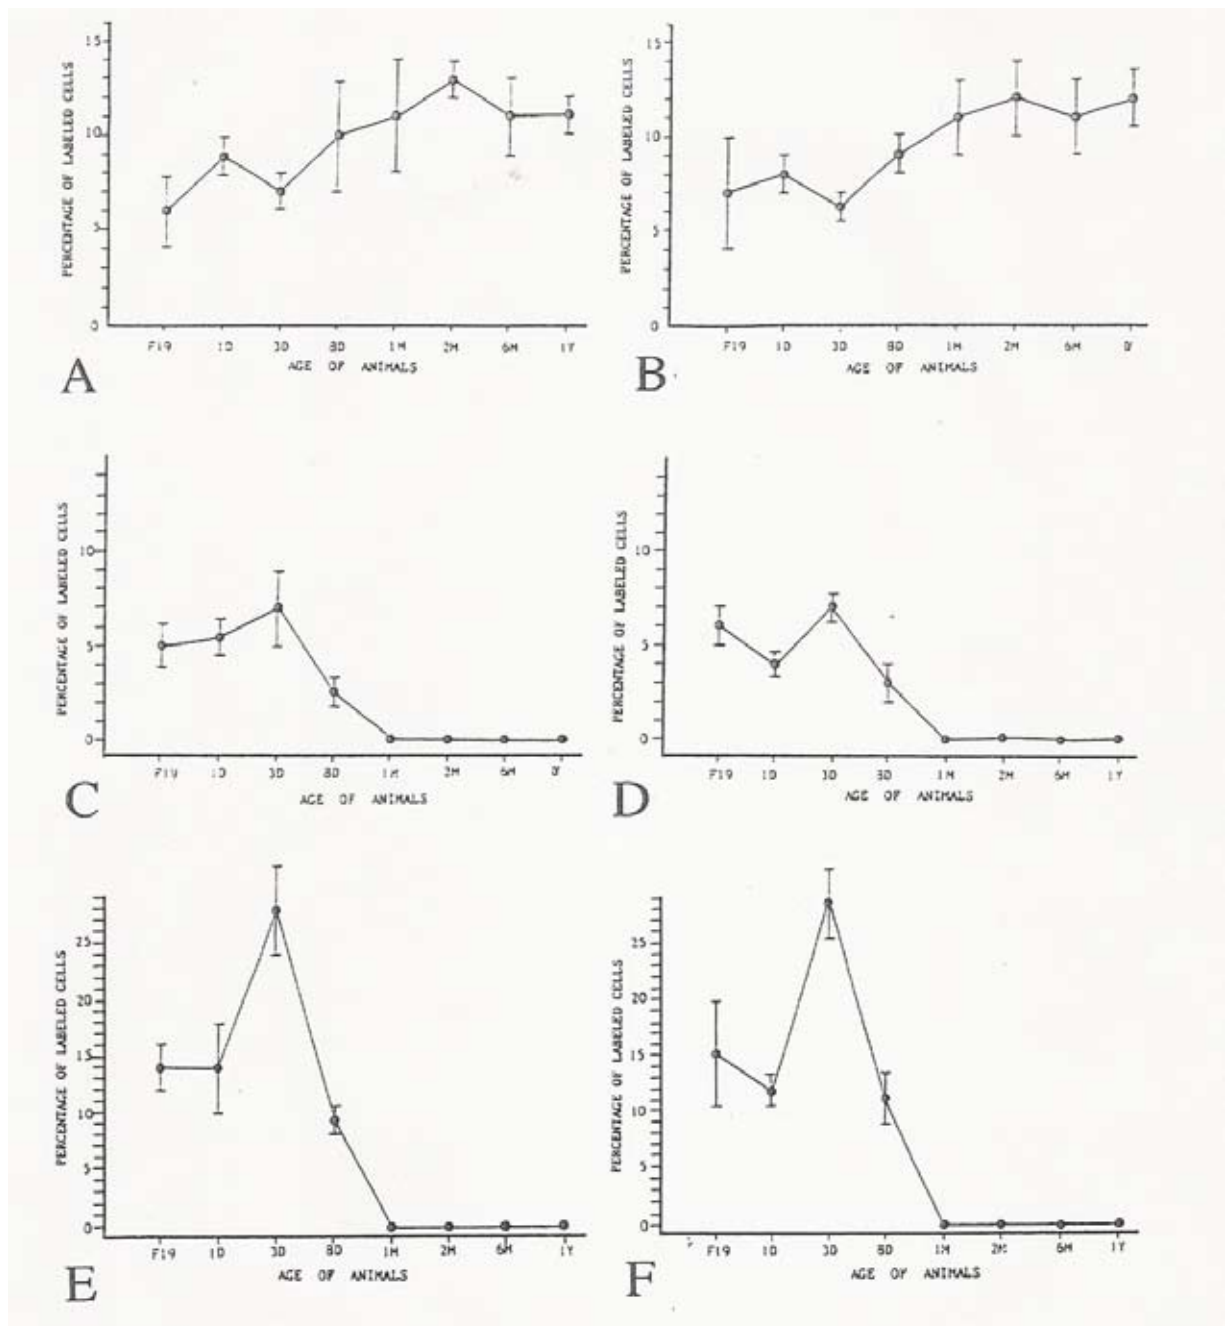 PERCENTAGE OF LABELED CELLS
15
10
5
0
F19 1D 3D 8D 1M 2M 6M 1Y
AGE OF ANIMALS
A
PERCENTAGE OF LABELED CELLS
15
10
5
0
F19 1D 3D 8D 1M 2M 6M
AGE OF ANIMALS
B
PERCENTAGE OF LABELED CELLS
10
5
0
1D 3D 8D 1M 2M 6M
AGE OF ANIMALS
C
PERCENTAGE OF LABELED CELLS
10
5
0
F19 1D 3D 1M 2M 6M 1Y
AGE OF ANIMALS
D
PERCENTAGE OF LABELED CELLS
25
20
15
10
5
0
F19 1D 3D 8D 1M 2M 6M 1Y
AGE OF ANIMALS
E
PERCENTAGE OF LABELED CELLS
25
20
15
10
5
0
F19 1D 3D 8D 1M 2M 6M 1Y
AGE OF ANIMALS
F